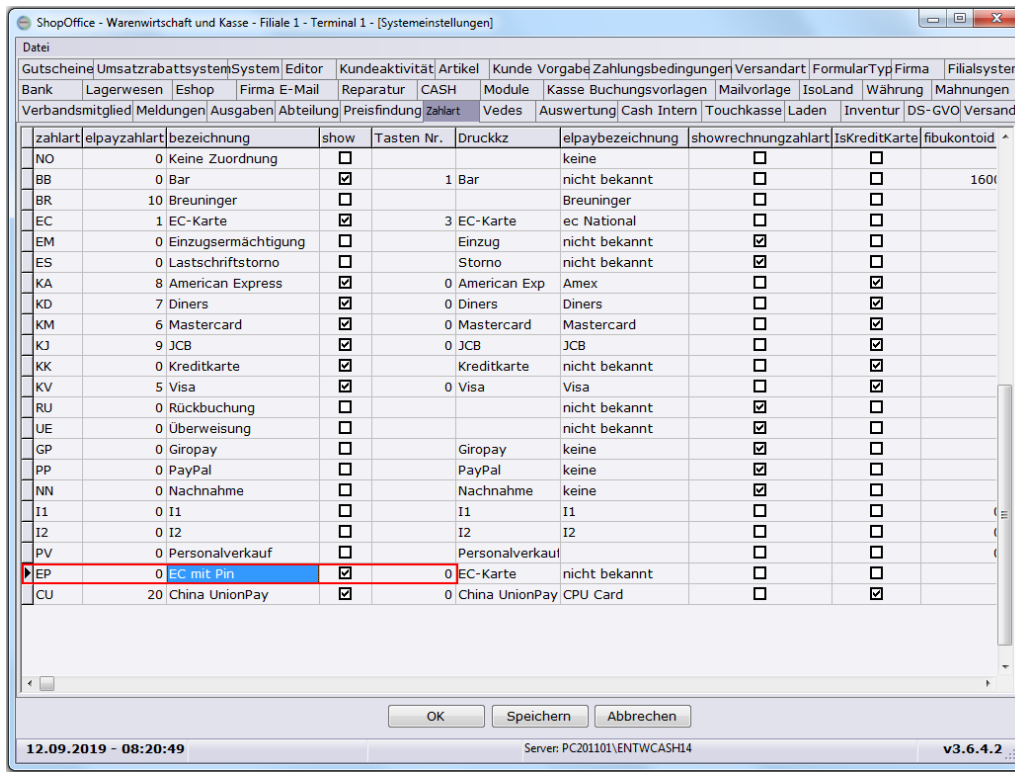 ShopOffice - Warenwirtschaft und Kasse - Filiale 1 - Terminal 1 - [Systemeinstellungen]
Datei
Gutscheine Umsatzrabattsystem System Editor Kundeaktivität Artikel Kunde Vorgabe Zahlungsbedingungen Versandart FormularTyp Firma Filialsyster
Bank Lagerwesen Eshop Firma E-Mail Reparatur CASH Module Kasse Buchungsvorlagen Mailvorlage IsoLand Währung Mahnungen
Verbandsmitglied Meldungen Ausgaben Abteilung Preisfindung Zahlart Vedes Auswertung Cash Intern Touchkasse Laden Inventur DS-GVO Versand
zahlart elpayzahlart bezeichnung show Tasten Nr. Druckkz elpaybezeichnung showrechnungzahlart IsKreditKarte fibukontoid
NO 0 Keine Zuordnung keine
BB 0 Bar 1 Bar nicht bekannt 1600
BR 10 Breuninger Breuninger
EC 1 EC-Karte 3 EC-Karte ec National
EM 0 Einzugsermächtigung Einzug nicht bekannt
ES 0 Lastschriftstorno Storno nicht bekannt
KA 8 American Express 0 American Exp Amex
KD 7 Diners 0 Diners Diners
KM 6 Mastercard 0 Mastercard Mastercard
KJ 9 JCB 0 JCB JCB
KK 0 Kreditkarte Kreditkarte nicht bekannt
KV 5 Visa 0 Visa Visa
RU 0 Rückbuchung nicht bekannt
UE 0 Überweisung nicht bekannt
GP 0 Giropay Giropay keine
PP 0 PayPal PayPal keine
NN 0 Nachnahme Nachnahme keine
I1 0 I1 I1 I1
I2 0 I2 I2 I2
PV 0 Personalverkauf Personalverkauf
EP 0 EC mit Pin 0 EC-Karte nicht bekannt
CU 20 China UnionPay 0 China UnionPay CPU Card
OK Speichern Abbrechen
12.09.2019 - 08:20:49 Server: PC201101\ENTWCASH14 v3.6.4.2